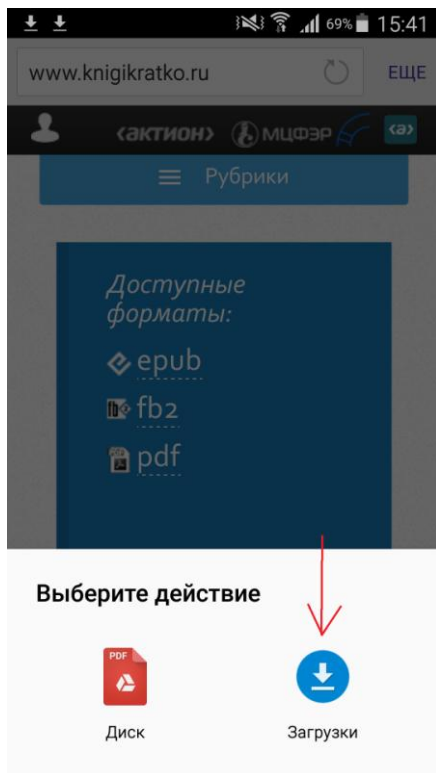 69% 15:41
www.knigikratko.ru ЕЩЕ
‹актион› МЦФЭР ‹а›
Рубрики
Доступные
форматы:
epub
fb2
pdf
Выберите действие
PDF
Диск Загрузки